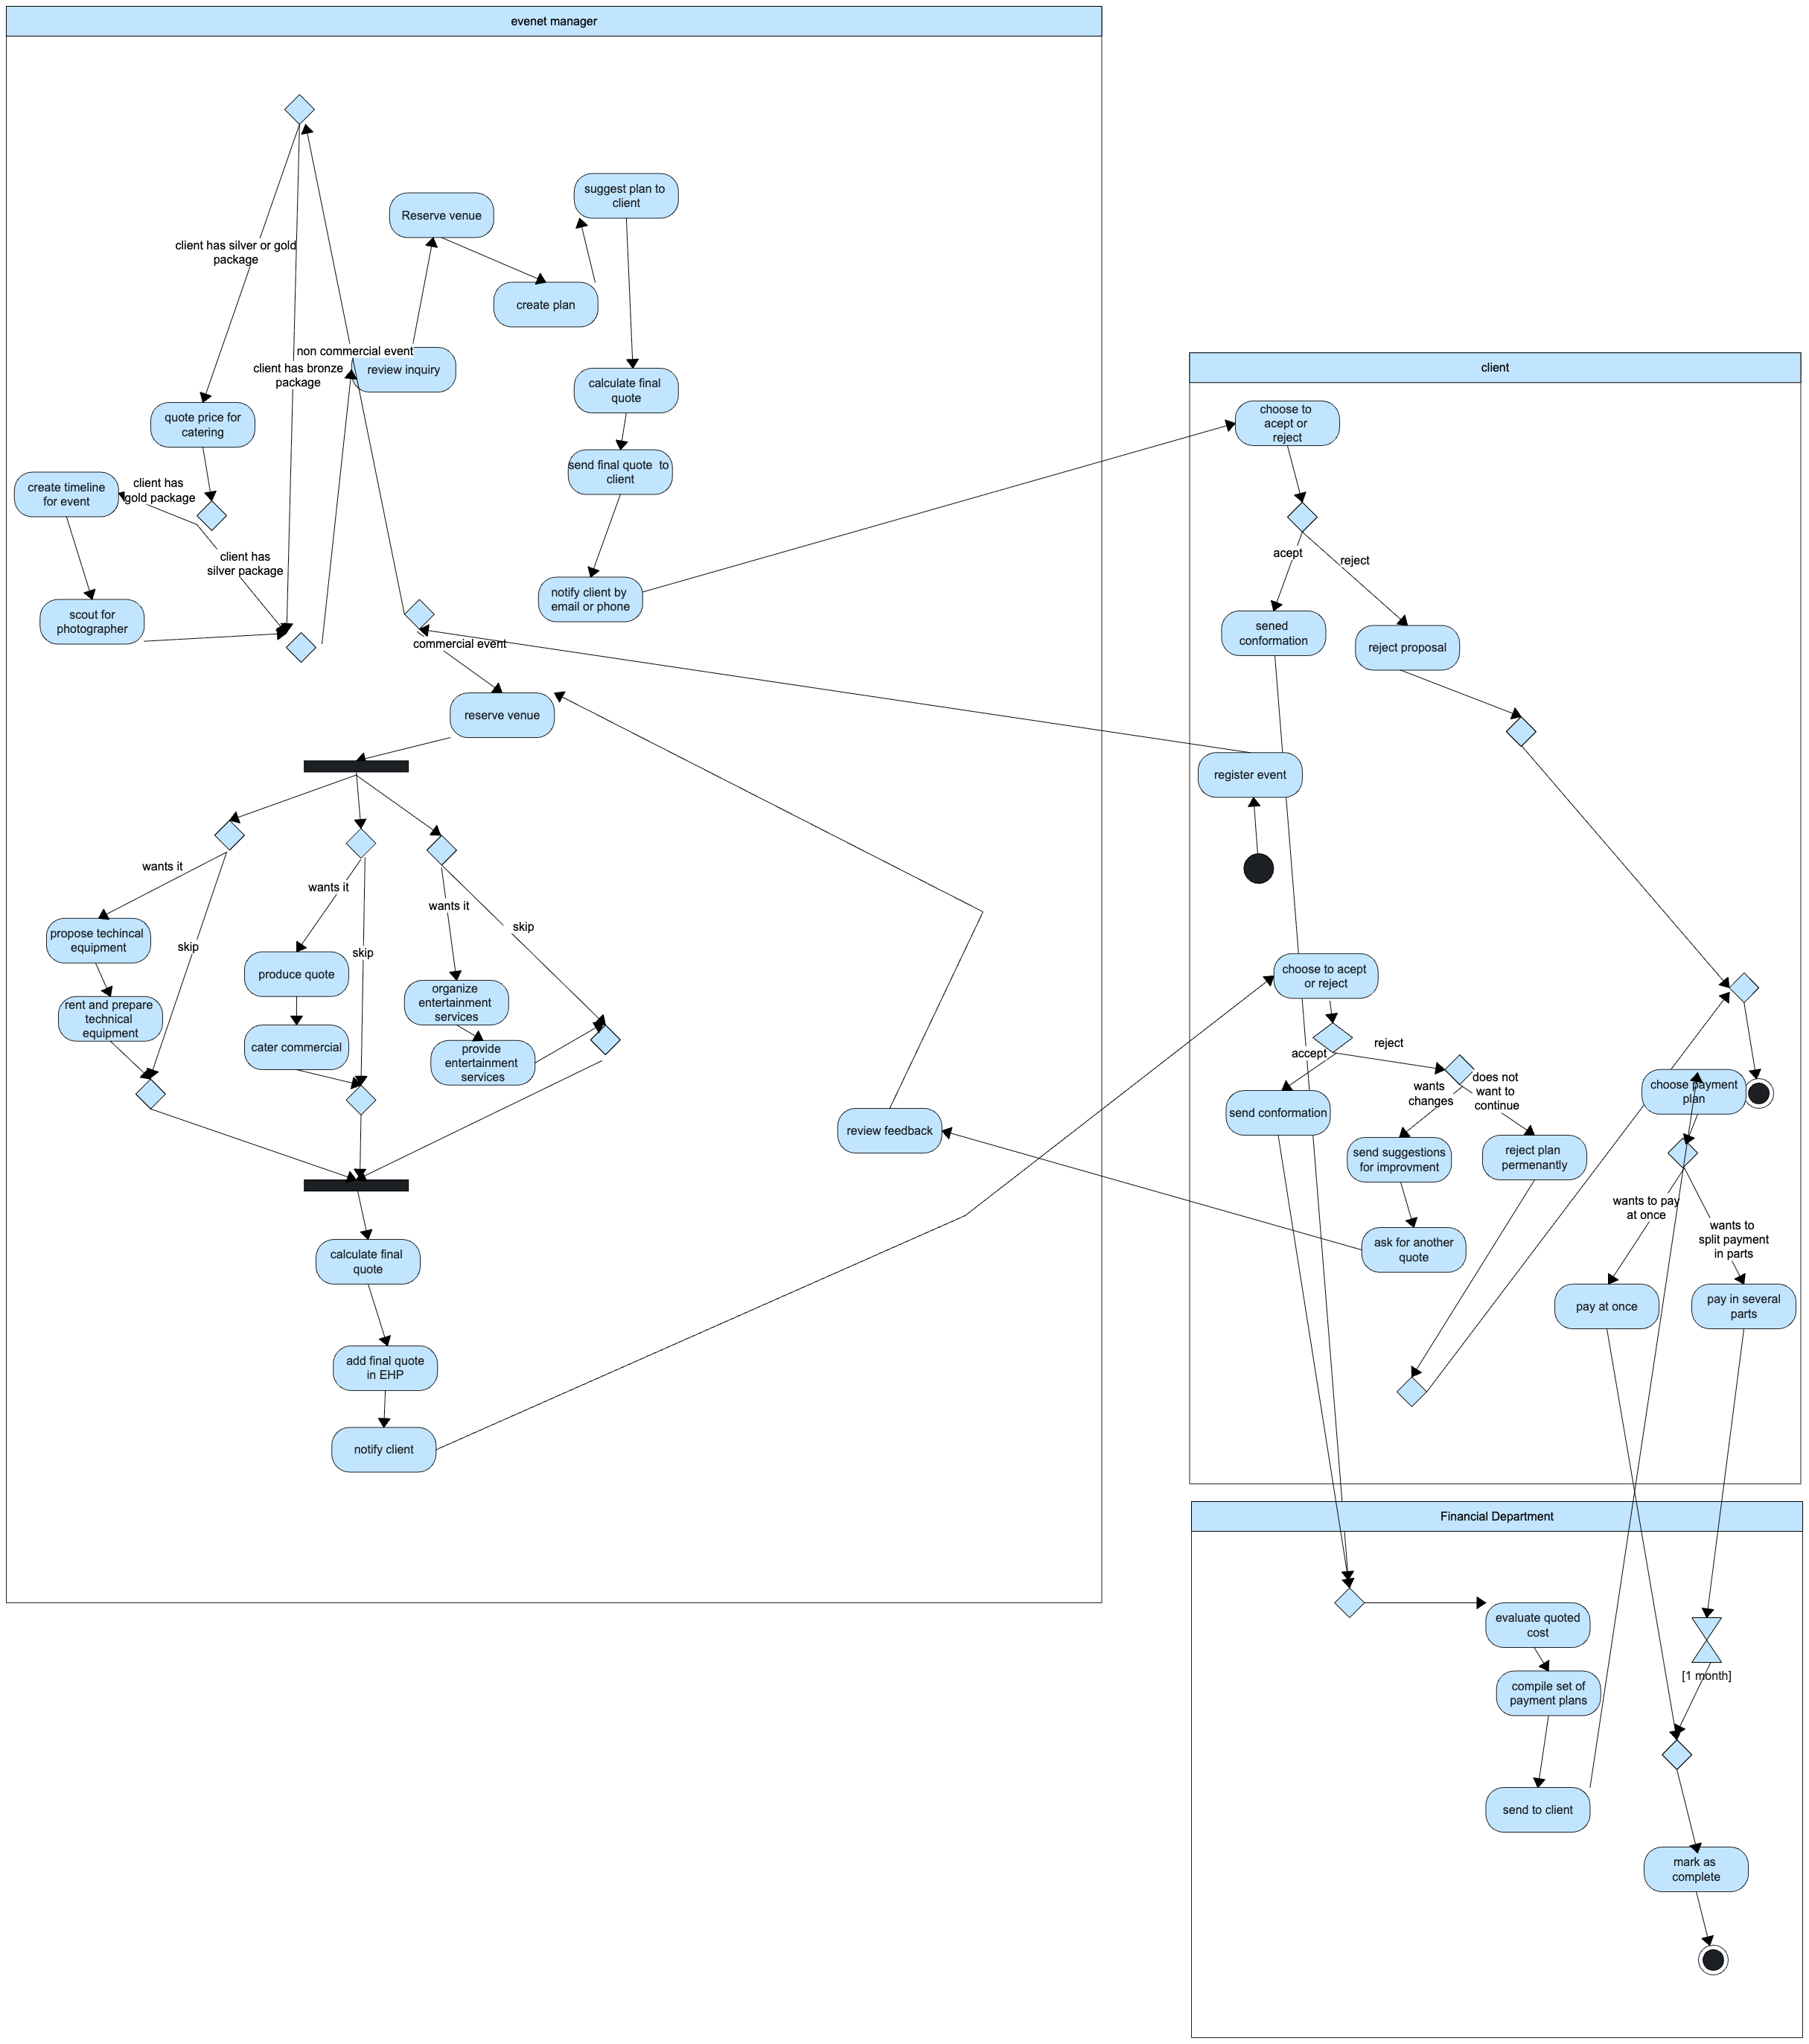 evenet manager
suggest plan to
client
Reserve venue
client has silver or gold
package
create plan
non commercial event
client has bronze
package
review inquiry
calculate final
quote
quote price for
catering
send final quote  to
client
create timeline
for event
client has
gold package
client has
silver package
notify client by
email or phone
scout for
photographer
commercial event
reserve venue
wants it
wants it
wants it
skip
skip
skip
propose techincal
equipment
produce quote
organize
entertainment
services
rent and prepare
technical
equipment
cater commercial
provide
entertainment
services
review feedback
calculate final
quote
add final quote
in EHP
notify client
client
choose to
acept or
reject
acept
reject
sened
conformation
reject proposal
register event
choose to acept
or reject
accept
reject
wants
changes
does not
want to
continue
choose payment
plan
send conformation
send suggestions
for improvment
reject plan
permenantly
ask for another
quote
wants to pay
at once
wants to
split payment
in parts
pay at once
pay in several
parts
Financial Department
evaluate quoted
cost
[1 month]
compile set of
payment plans
send to client
mark as
complete